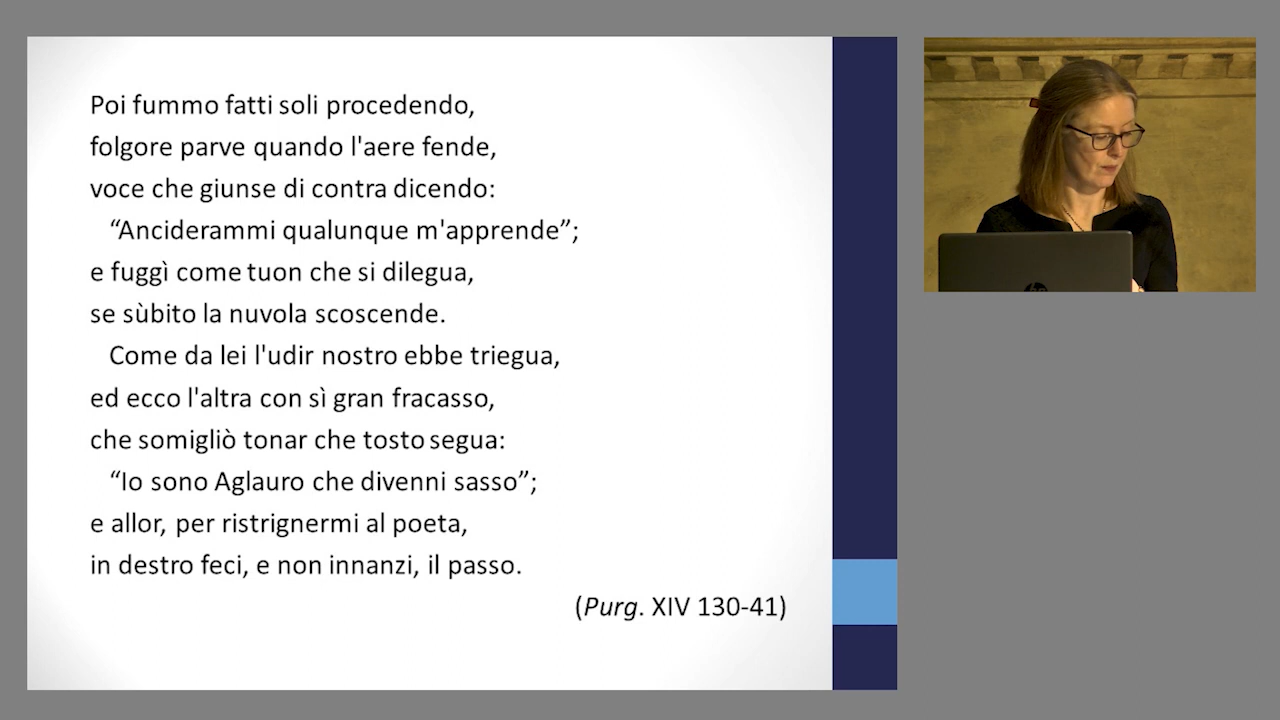 Poi fummo fatti soli procedendo,
folgore parve quando l'aere fende,
voce che giunse di contra dicendo:
“Anciderammi qualunque m'apprende”;
e fuggì come tuon che si dilegua,
se sùbito la nuvola scoscende.
Come da lei l'udir nostro ebbe triegua,
ed ecco l'altra con sì gran fracasso,
che somigliò tonar che tosto segua:
“Io sono Aglauro che divenni sasso”;
e allor, per ristrignermi al poeta,
in destro feci, e non innanzi, il passo.
(Purg. XIV 130-41)
hp